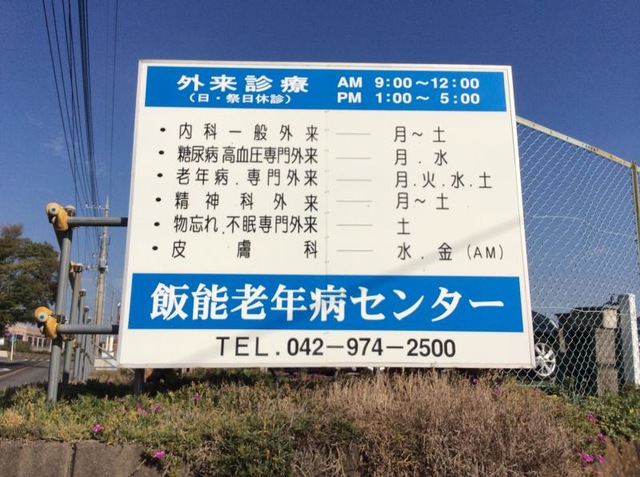 外来診療 AM 9:00～12:00
(日・祭日休診) PM 1:00～ 5:00
・内科一般外来 ―― 月～土
・糖尿病 高血圧専門外来 ―― 月．水
・老年病．専門外来 ―― 月．火．水．土
・精神科外来 ―― 月～土
・物忘れ．不眠専門外来 ―― 土
・皮膚科 ―― 水．金(AM)
飯能老年病センター
TEL．042－974－2500